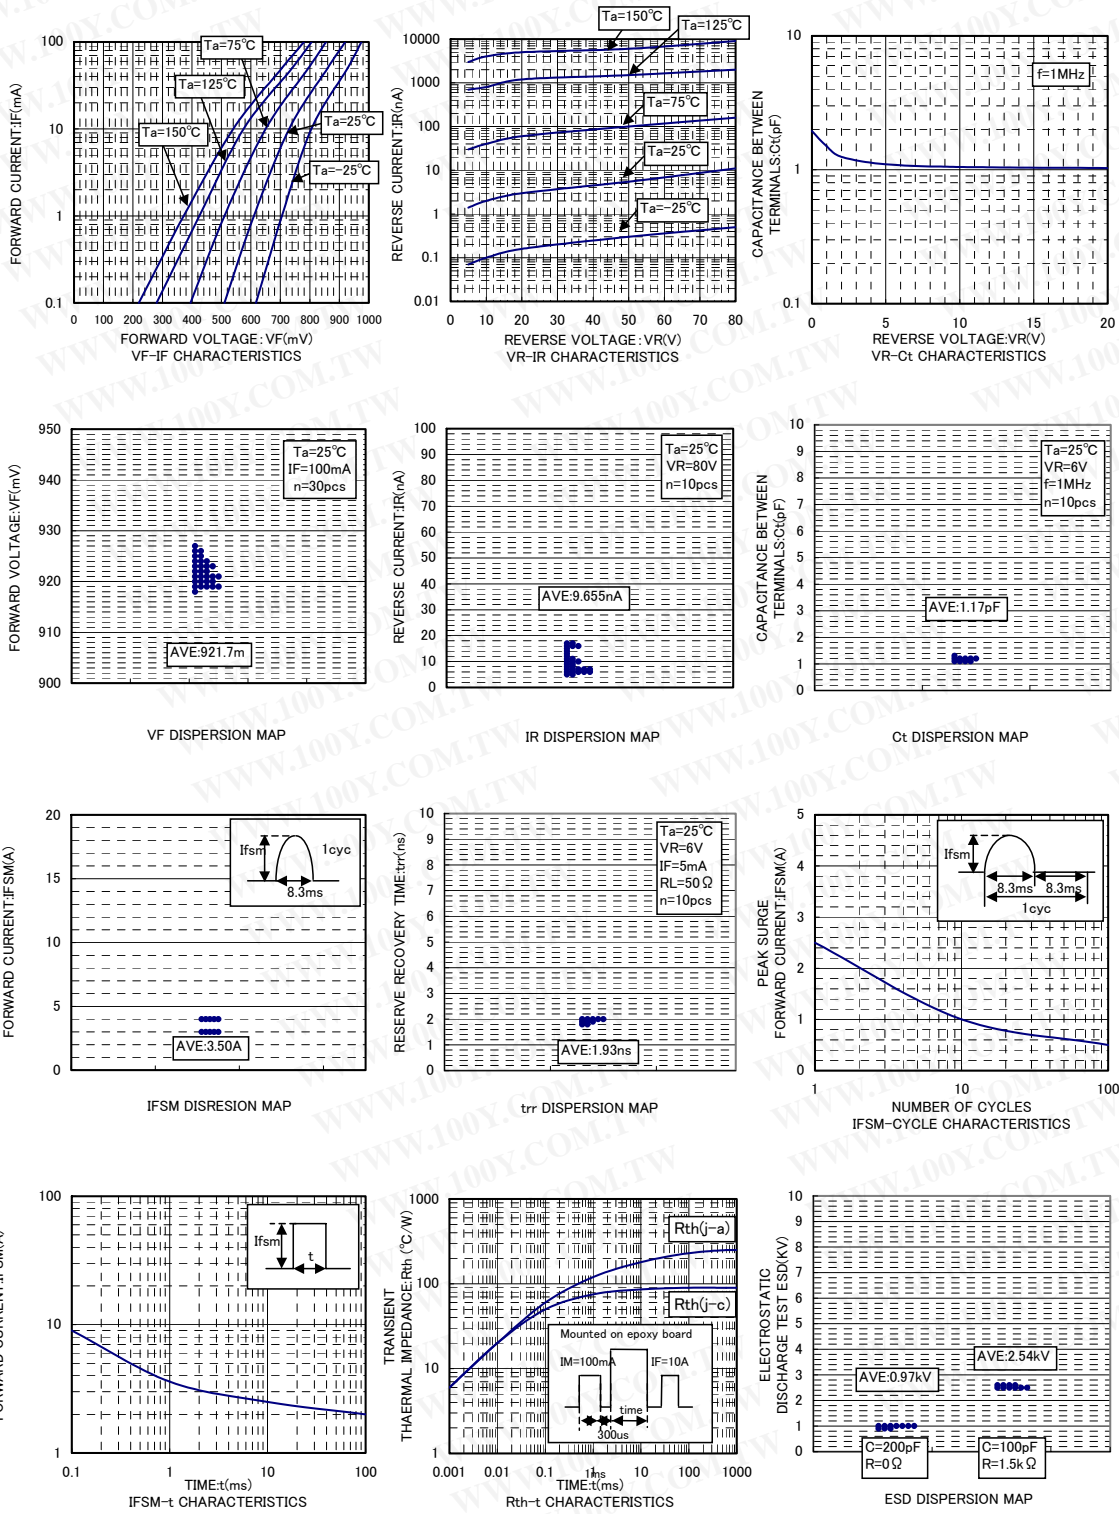 Ta=75℃
Ta=125℃
Ta=150℃
Ta=25℃
Ta=-25℃
100
10
1
0.1
0 100 200 300 400 500 600 700 800 900 1000
FORWARD CURRENT:IF(mA)
FORWARD VOLTAGE:VF(mV)
VF-IF CHARACTERISTICS
Ta=150℃
Ta=125℃
Ta=75℃
Ta=25℃
Ta=-25℃
10000
1000
100
10
1
0.1
0.01
0 10 20 30 40 50 60 70 80
REVERSE CURRENT:IR(nA)
REVERSE VOLTAGE:VR(V)
VR-IR CHARACTERISTICS
f=1MHz
10
1
0.1
0 5 10 15 20
CAPACITANCE BETWEEN
TERMINALS:Ct(pF)
REVERSE VOLTAGE:VR(V)
VR-Ct CHARACTERISTICS
950
940
930
920
910
900
FORWARD VOLTAGE:VF(mV)
Ta=25℃
IF=100mA
n=30pcs
AVE:921.7m
VF DISPERSION MAP
100
90
80
70
60
50
40
30
20
10
0
REVERSE CURRENT:IR(nA)
Ta=25℃
VR=80V
n=10pcs
AVE:9.655nA
IR DISPERSION MAP
10
9
8
7
6
5
4
3
2
1
0
CAPACITANCE BETWEEN
TERMINALS:Ct(pF)
Ta=25℃
VR=6V
f=1MHz
n=10pcs
AVE:1.17pF
Ct DISPERSION MAP
20
15
10
5
0
FORWARD CURRENT:IFSM(A)
Ifsm
1cyc
8.3ms
AVE:3.50A
IFSM DISRESION MAP
10
9
8
7
6
5
4
3
2
1
0
RESERVE RECOVERY TIME:trr(ns)
Ta=25℃
VR=6V
IF=5mA
RL=50Ω
n=10pcs
AVE:1.93ns
trr DISPERSION MAP
5
4
3
2
1
0
1 10 100
PEAK SURGE
FORWARD CURRENT:IFSM(A)
Ifsm
8.3ms 8.3ms
1cyc
NUMBER OF CYCLES
IFSM-CYCLE CHARACTERISTICS
100
10
1
0.1 1 10 100
Ifsm
t
TIME:t(ms)
IFSM-t CHARACTERISTICS
1000
100
10
1
0.001 0.01 0.1 1 10 100 1000
TRANSIENT
THAERMAL IMPEDANCE:Rth (℃/W)
Rth(j-a)
Rth(j-c)
Mounted on epoxy board
IM=100mA IF=10A
time
300us
1ms
TIME:t(ms)
Rth-t CHARACTERISTICS
10
9
8
7
6
5
4
3
2
1
0
ELECTROSTATIC
DISCHARGE TEST ESD(KV)
AVE:2.54kV
AVE:0.97kV
C=200pF
R=0Ω
C=100pF
R=1.5kΩ
ESD DISPERSION MAP
WWW.100Y.COM.TW